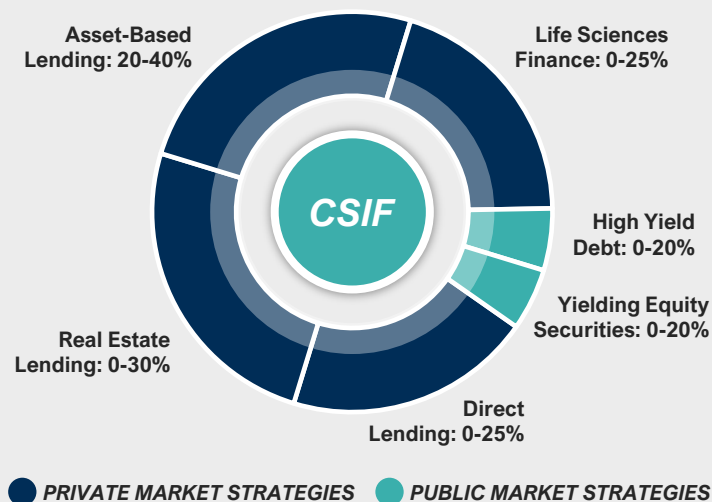 Asset-Based
Lending: 20-40%
Life Sciences
Finance: 0-25%
CSIF
High Yield
Debt: 0-20%
Yielding Equity
Securities: 0-20%
Real Estate
Lending: 0-30%
Direct
Lending: 0-25%
PRIVATE MARKET STRATEGIES
PUBLIC MARKET STRATEGIES